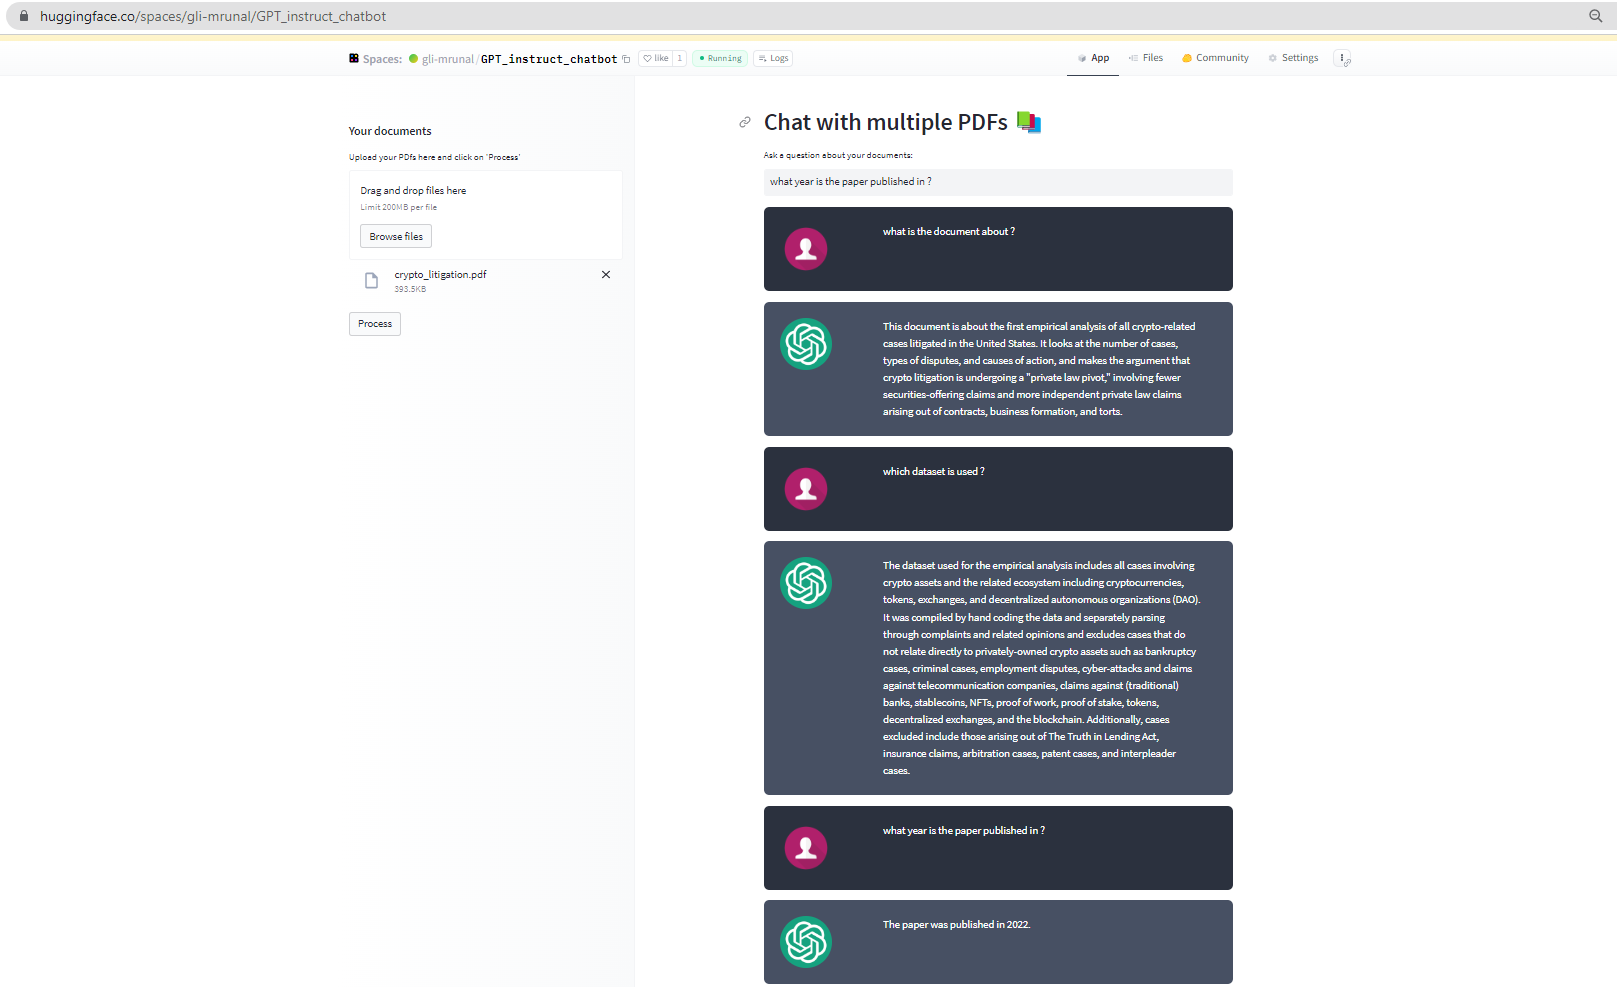 huggingface.co/spaces/gli-mrunal/GPT_instruct_chatbot
Spaces: gli-mrunal/GPT_instruct_chatbot like 1 Running Logs
App Files Community Settings
Your documents
Upload your PDFs here and click on 'Process'
Drag and drop files here
Limit 200MB per file
Browse files
crypto_litigation.pdf
393.5KB
Process
Chat with multiple PDFs
Ask a question about your documents:
what year is the paper published in ?
what is the document about ?
This document is about the first empirical analysis of all crypto-related
cases litigated in the United States. It looks at the number of cases,
types of disputes, and causes of action, and makes the argument that
crypto litigation is undergoing a "private law pivot," involving fewer
securities-offering claims and more independent private law claims
arising out of contracts, business formation, and torts.
which dataset is used ?
The dataset used for the empirical analysis includes all cases involving
crypto assets and the related ecosystem including cryptocurrencies,
tokens, exchanges, and decentralized autonomous organizations (DAO).
It was compiled by hand coding the data and separately parsing
through complaints and related opinions and excludes cases that do
not relate directly to privately-owned crypto assets such as bankruptcy
cases, criminal cases, employment disputes, cyber-attacks and claims
against telecommunication companies, claims against (traditional)
banks, stablecoins, NFTs, proof of work, proof of stake, tokens,
decentralized exchanges, and the blockchain. Additionally, cases
excluded include those arising out of The Truth in Lending Act,
insurance claims, arbitration cases, patent cases, and interpleader
cases.
what year is the paper published in ?
The paper was published in 2022.